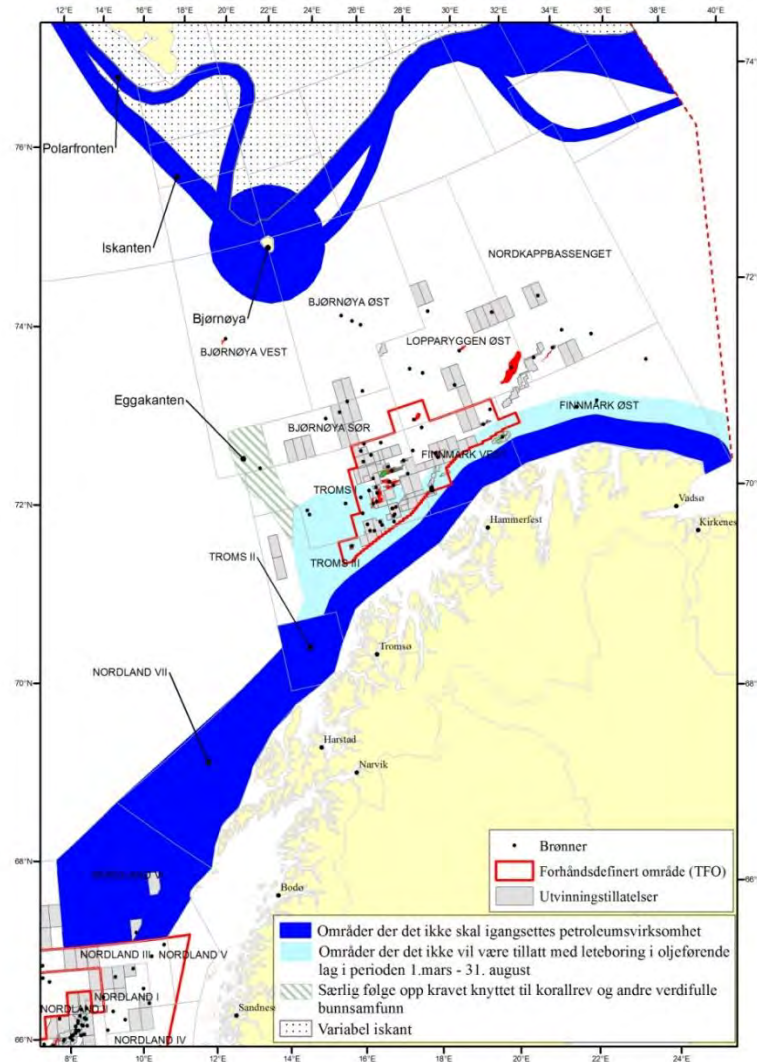 12°E 14°E 16°E 18°E 20°E 22°E 24°E 26°E 28°E 30°E 32°E 34°E 36°E 38°E 40°E
74°N
76°N
Polarfronten
Iskanten
NORDKAPPBASSENGET
72°N
BJØRNØYA ØST
Bjørnøya
74°N
LOPPARYGGEN ØST
BJØRNØYA VEST
Eggakanten
FINNMARK ØST
BJØRNØYA SØR
FINNMARK VEST
70°N
72°N
TROMS I
Vadsø
Hammerfest
Kirkenes
TROMS II
TROMS III
Tromsø
NORDLAND VII
70°N
68°N
Harstad
Narvik
Brønner
Forhåndsdefinert område (TFO)
Utvinningstillatelser
68°N
66°N
Bodø
Områder der det ikke skal igangsettes petroleumsvirksomhet
Områder der det ikke vil være tillatt med leteboring i oljeførende
lag i perioden 1.mars - 31. august
NORDLAND III NORDLAND V
Særlig følge opp kravet knyttet til korallrev og andre verdifulle
bunnsamfunn
NORDLAND I
NORDLAND II
Sandnes
Variabel iskant
66°N
NORDLAND IV
8°E 10°E 12°E 14°E 16°E 18°E 20°E 22°E 24°E